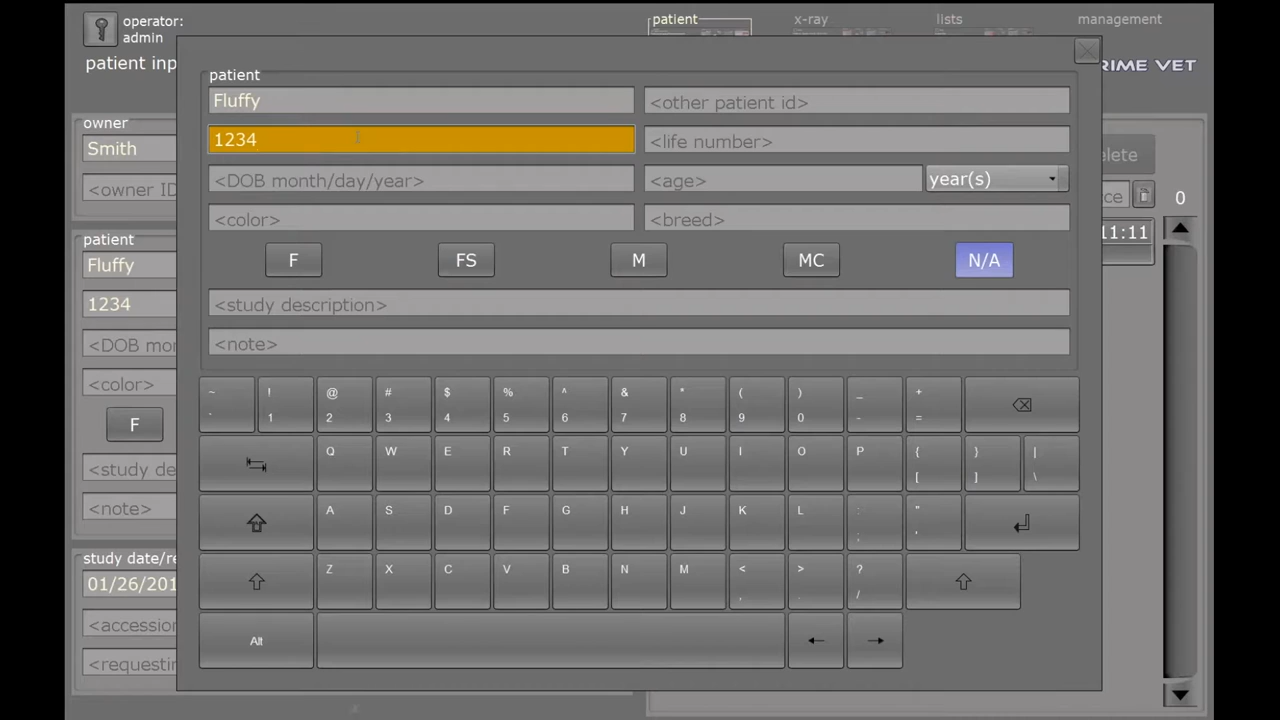 operator:
admin
patient
x-ray
lists
management
patient inp
RIME VET
owner
Smith
<owner ID
patient
Fluffy
1234
<DOB mon
<color>
F
<study de
<note>
study date/re
01/26/201
<accession
<requestin
elete
ce
0
11:11
patient
Fluffy
<other patient id>
1234
<life number>
<DOB month/day/year>
<age>
year(s)
<color>
<breed>
F
FS
M
MC
N/A
<study description>
<note>
~ ! @ # $ % ^ & * ( ) _ +
` 1 2 3 4 5 6 7 8 9 0 - =
Q W E R T Y U I O P { } |
[ ] \
A S D F G H J K L : "
; '
Z X C V B N M < > ?
, . /
Alt